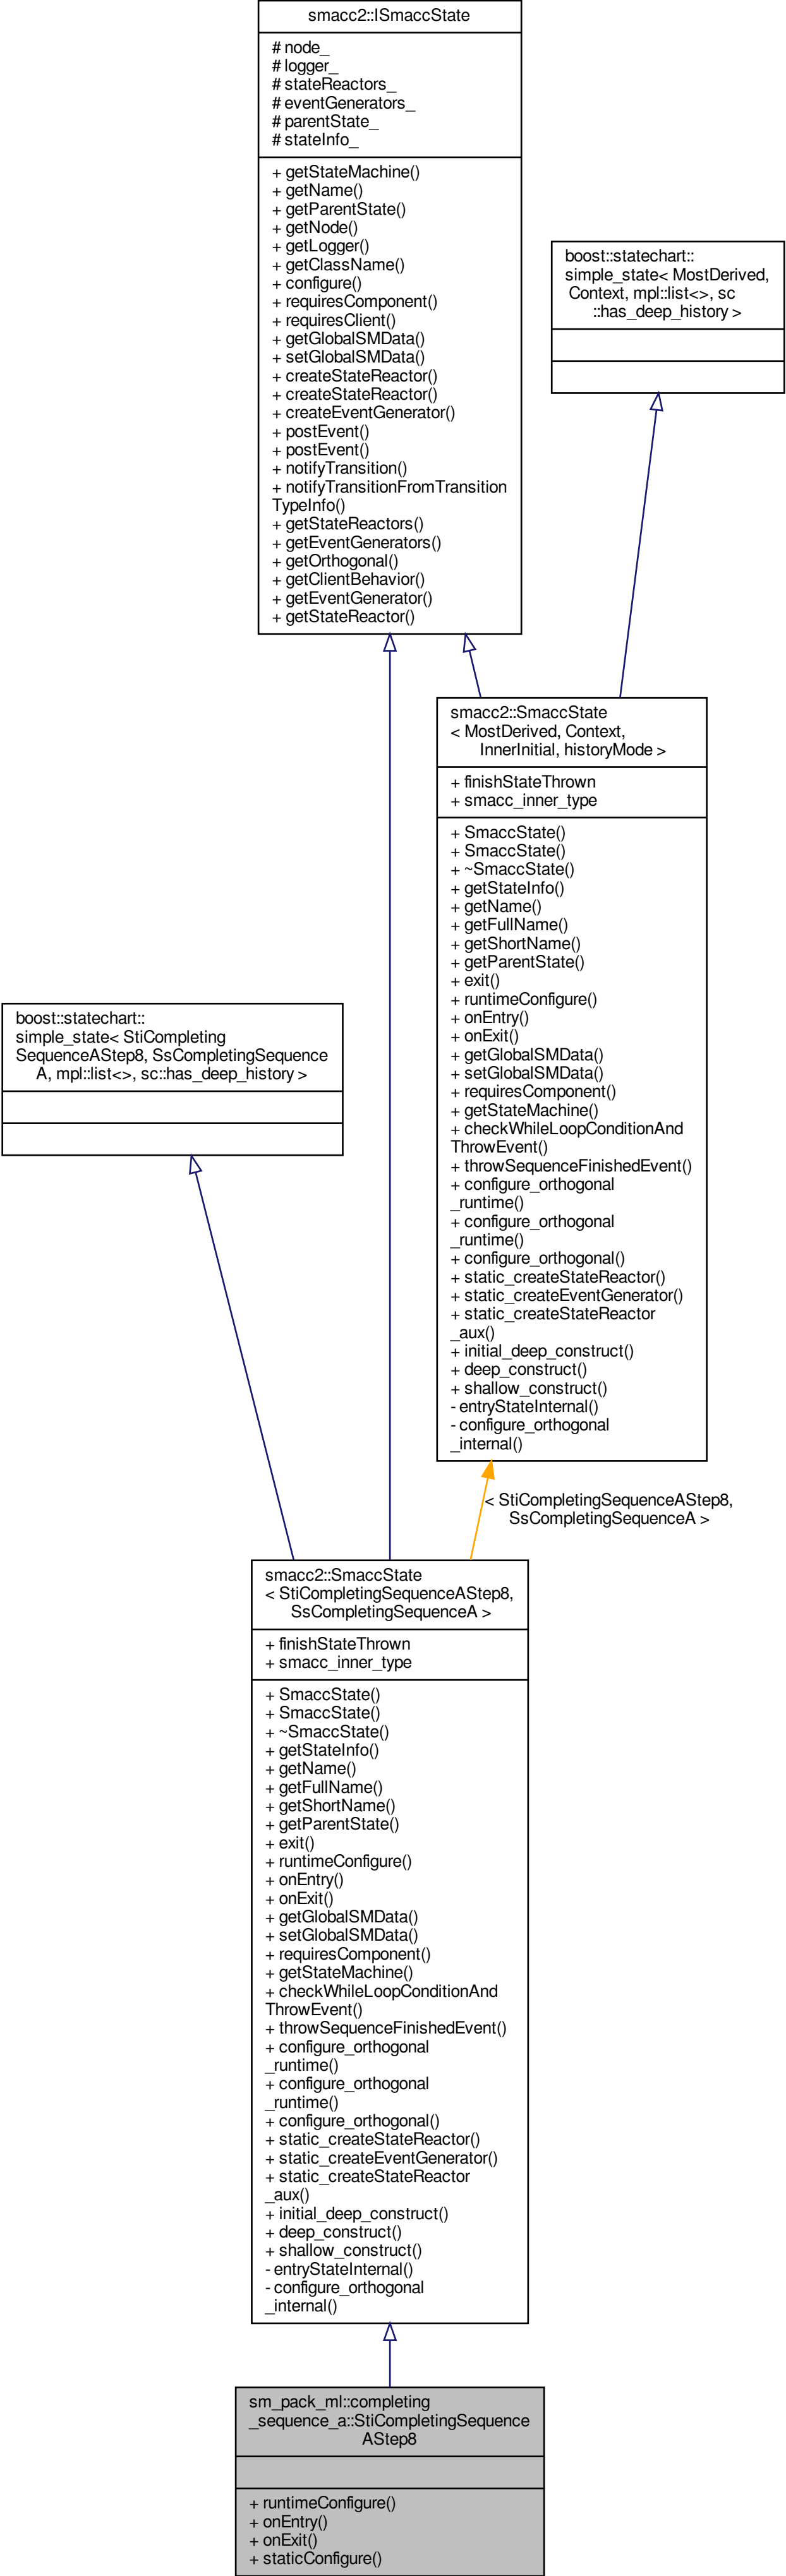 smacc2::ISmaccState
# node_
# logger_
# stateReactors_
# eventGenerators_
# parentState_
# stateInfo_
+ getStateMachine()
+ getName()
+ getParentState()
+ getNode()
+ getLogger()
+ getClassName()
+ configure()
+ requiresComponent()
+ requiresClient()
+ getGlobalSMData()
+ setGlobalSMData()
+ createStateReactor()
+ createStateReactor()
+ createEventGenerator()
+ postEvent()
+ postEvent()
+ notifyTransition()
+ notifyTransitionFromTransition
TypeInfo()
+ getStateReactors()
+ getEventGenerators()
+ getOrthogonal()
+ getClientBehavior()
+ getEventGenerator()
+ getStateReactor()
boost::statechart::
simple_state< MostDerived,
Context, mpl::list<>, sc
::has_deep_history >
smacc2::SmaccState
< MostDerived, Context,
InnerInitial, historyMode >
+ finishStateThrown
+ smacc_inner_type
+ SmaccState()
+ SmaccState()
+ ~SmaccState()
+ getStateInfo()
+ getName()
+ getFullName()
+ getShortName()
+ getParentState()
+ exit()
+ runtimeConfigure()
+ onEntry()
+ onExit()
+ getGlobalSMData()
+ setGlobalSMData()
+ requiresComponent()
+ getStateMachine()
+ checkWhileLoopConditionAnd
ThrowEvent()
+ throwSequenceFinishedEvent()
+ configure_orthogonal
_runtime()
+ configure_orthogonal
_runtime()
+ configure_orthogonal()
+ static_createStateReactor()
+ static_createEventGenerator()
+ static_createStateReactor
_aux()
+ initial_deep_construct()
+ deep_construct()
+ shallow_construct()
- entryStateInternal()
- configure_orthogonal
_internal()
boost::statechart::
simple_state< StiCompleting
SequenceAStep8, SsCompletingSequence
A, mpl::list<>, sc::has_deep_history >
< StiCompletingSequenceAStep8,
SsCompletingSequenceA >
smacc2::SmaccState
< StiCompletingSequenceAStep8,
SsCompletingSequenceA >
+ finishStateThrown
+ smacc_inner_type
+ SmaccState()
+ SmaccState()
+ ~SmaccState()
+ getStateInfo()
+ getName()
+ getFullName()
+ getShortName()
+ getParentState()
+ exit()
+ runtimeConfigure()
+ onEntry()
+ onExit()
+ getGlobalSMData()
+ setGlobalSMData()
+ requiresComponent()
+ getStateMachine()
+ checkWhileLoopConditionAnd
ThrowEvent()
+ throwSequenceFinishedEvent()
+ configure_orthogonal
_runtime()
+ configure_orthogonal
_runtime()
+ configure_orthogonal()
+ static_createStateReactor()
+ static_createEventGenerator()
+ static_createStateReactor
_aux()
+ initial_deep_construct()
+ deep_construct()
+ shallow_construct()
- entryStateInternal()
- configure_orthogonal
_internal()
sm_pack_ml::completing
_sequence_a::StiCompletingSequence
AStep8
+ runtimeConfigure()
+ onEntry()
+ onExit()
+ staticConfigure()